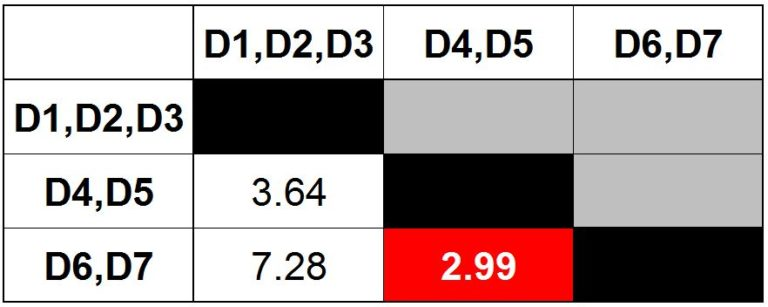 D1,D2,D3 D4,D5 D6,D7
D1,D2,D3
D4,D5 3.64
D6,D7 7.28 2.99